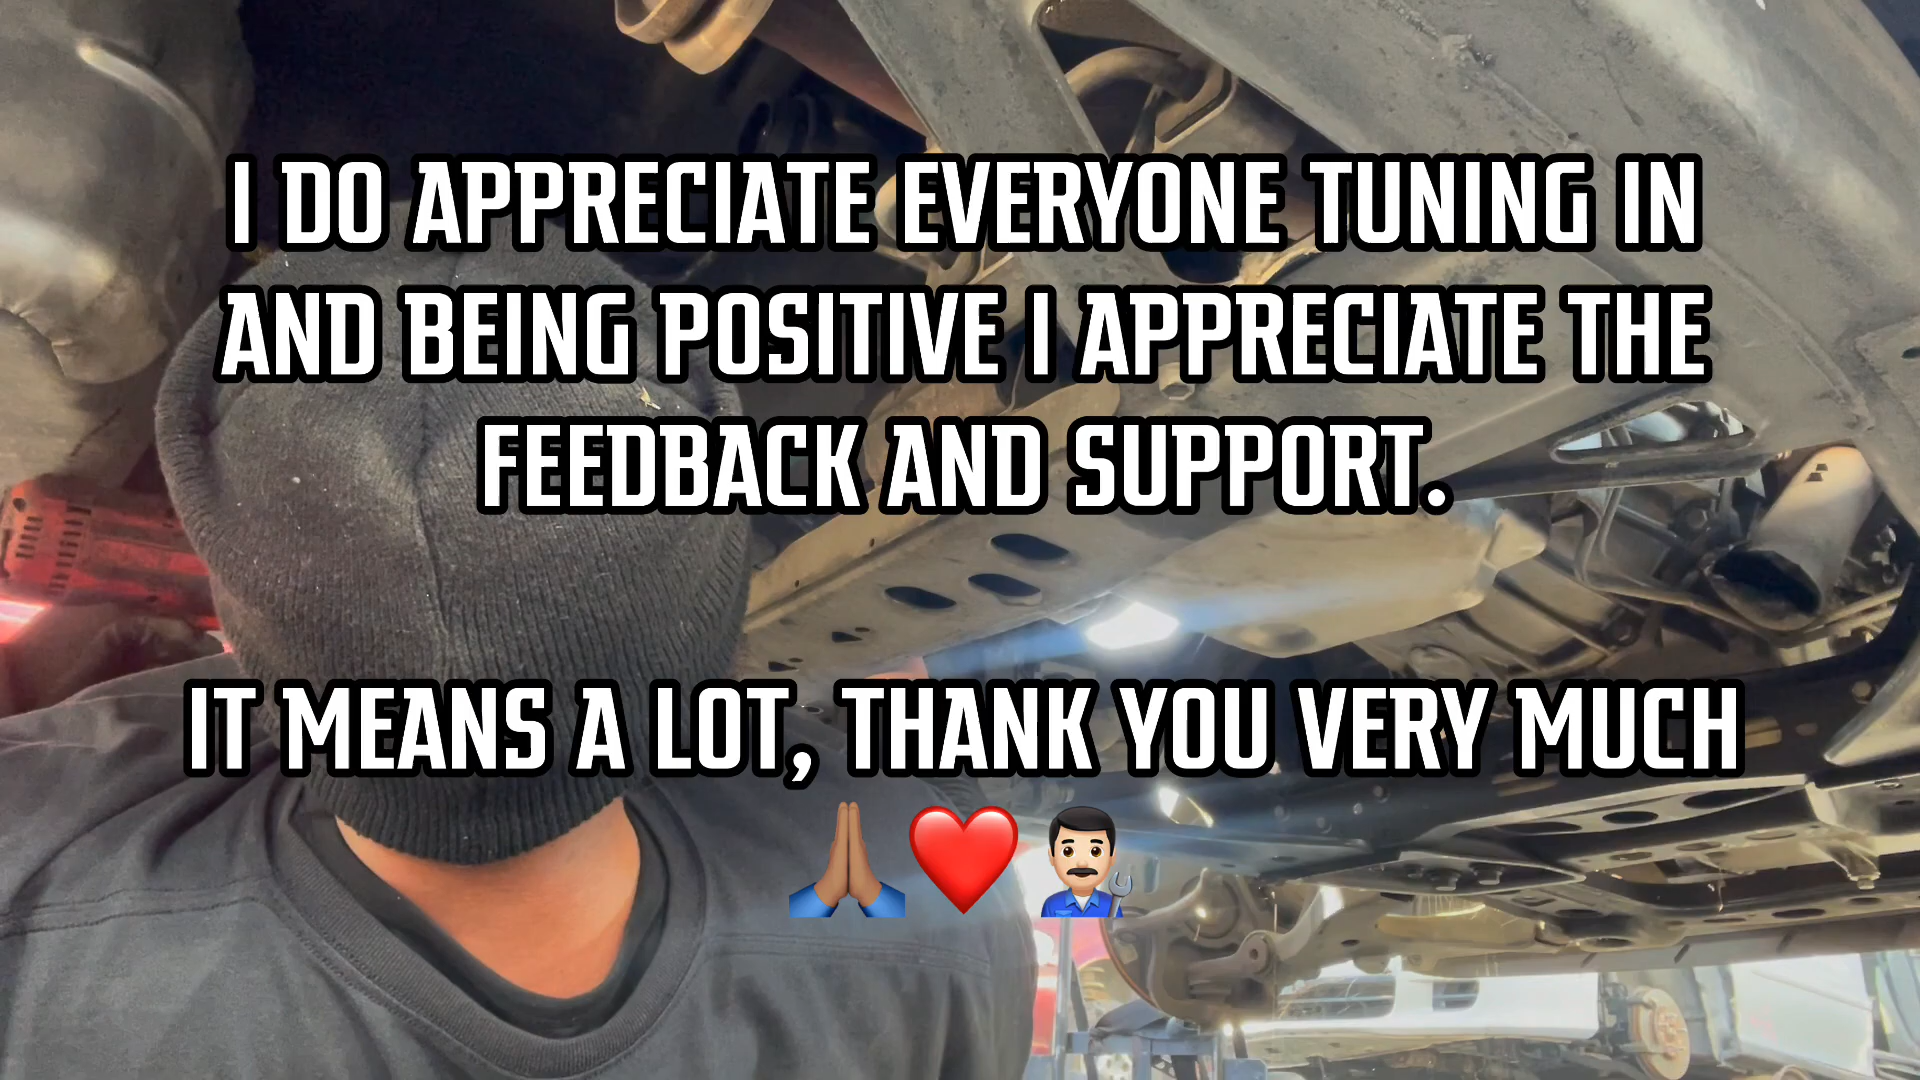 I DO APPRECIATE EVERYONE TUNING IN
AND BEING POSITIVE I APPRECIATE THE
FEEDBACK AND SUPPORT.
IT MEANS A LOT, THANK YOU VERY MUCH
🙏🏽❤️👨🏻‍🔧